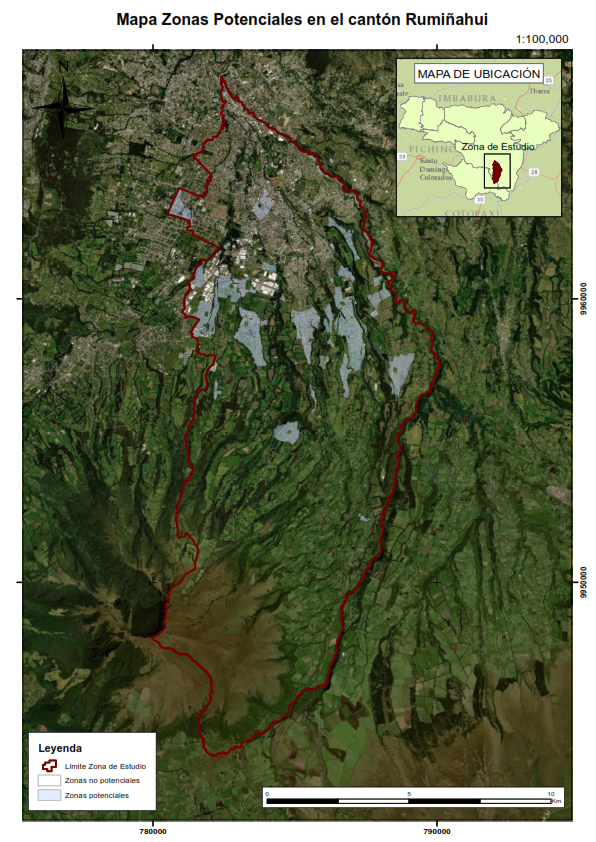 Mapa Zonas Potenciales en el cantón Rumiñahui
1:100,000
N
MAPA DE UBICACIÓN
35
Ibarra
IMBABURA
Zona de Estudio
PICHINC
20
Santo
Domingo
Colorados
28
35
COTOPAXI
9960000
9950000
Leyenda
Límite Zona de Estudio
Zonas no potenciales
Zonas potenciales
0 5 10
Km
780000 790000